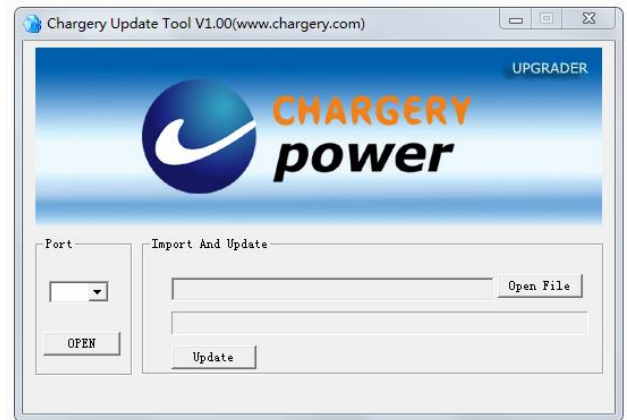 Chargery Update Tool V1.00(www.chargery.com)
UPGRADER
CHARGERY
power
Port
Import And Update
Open File
OPEN
Update